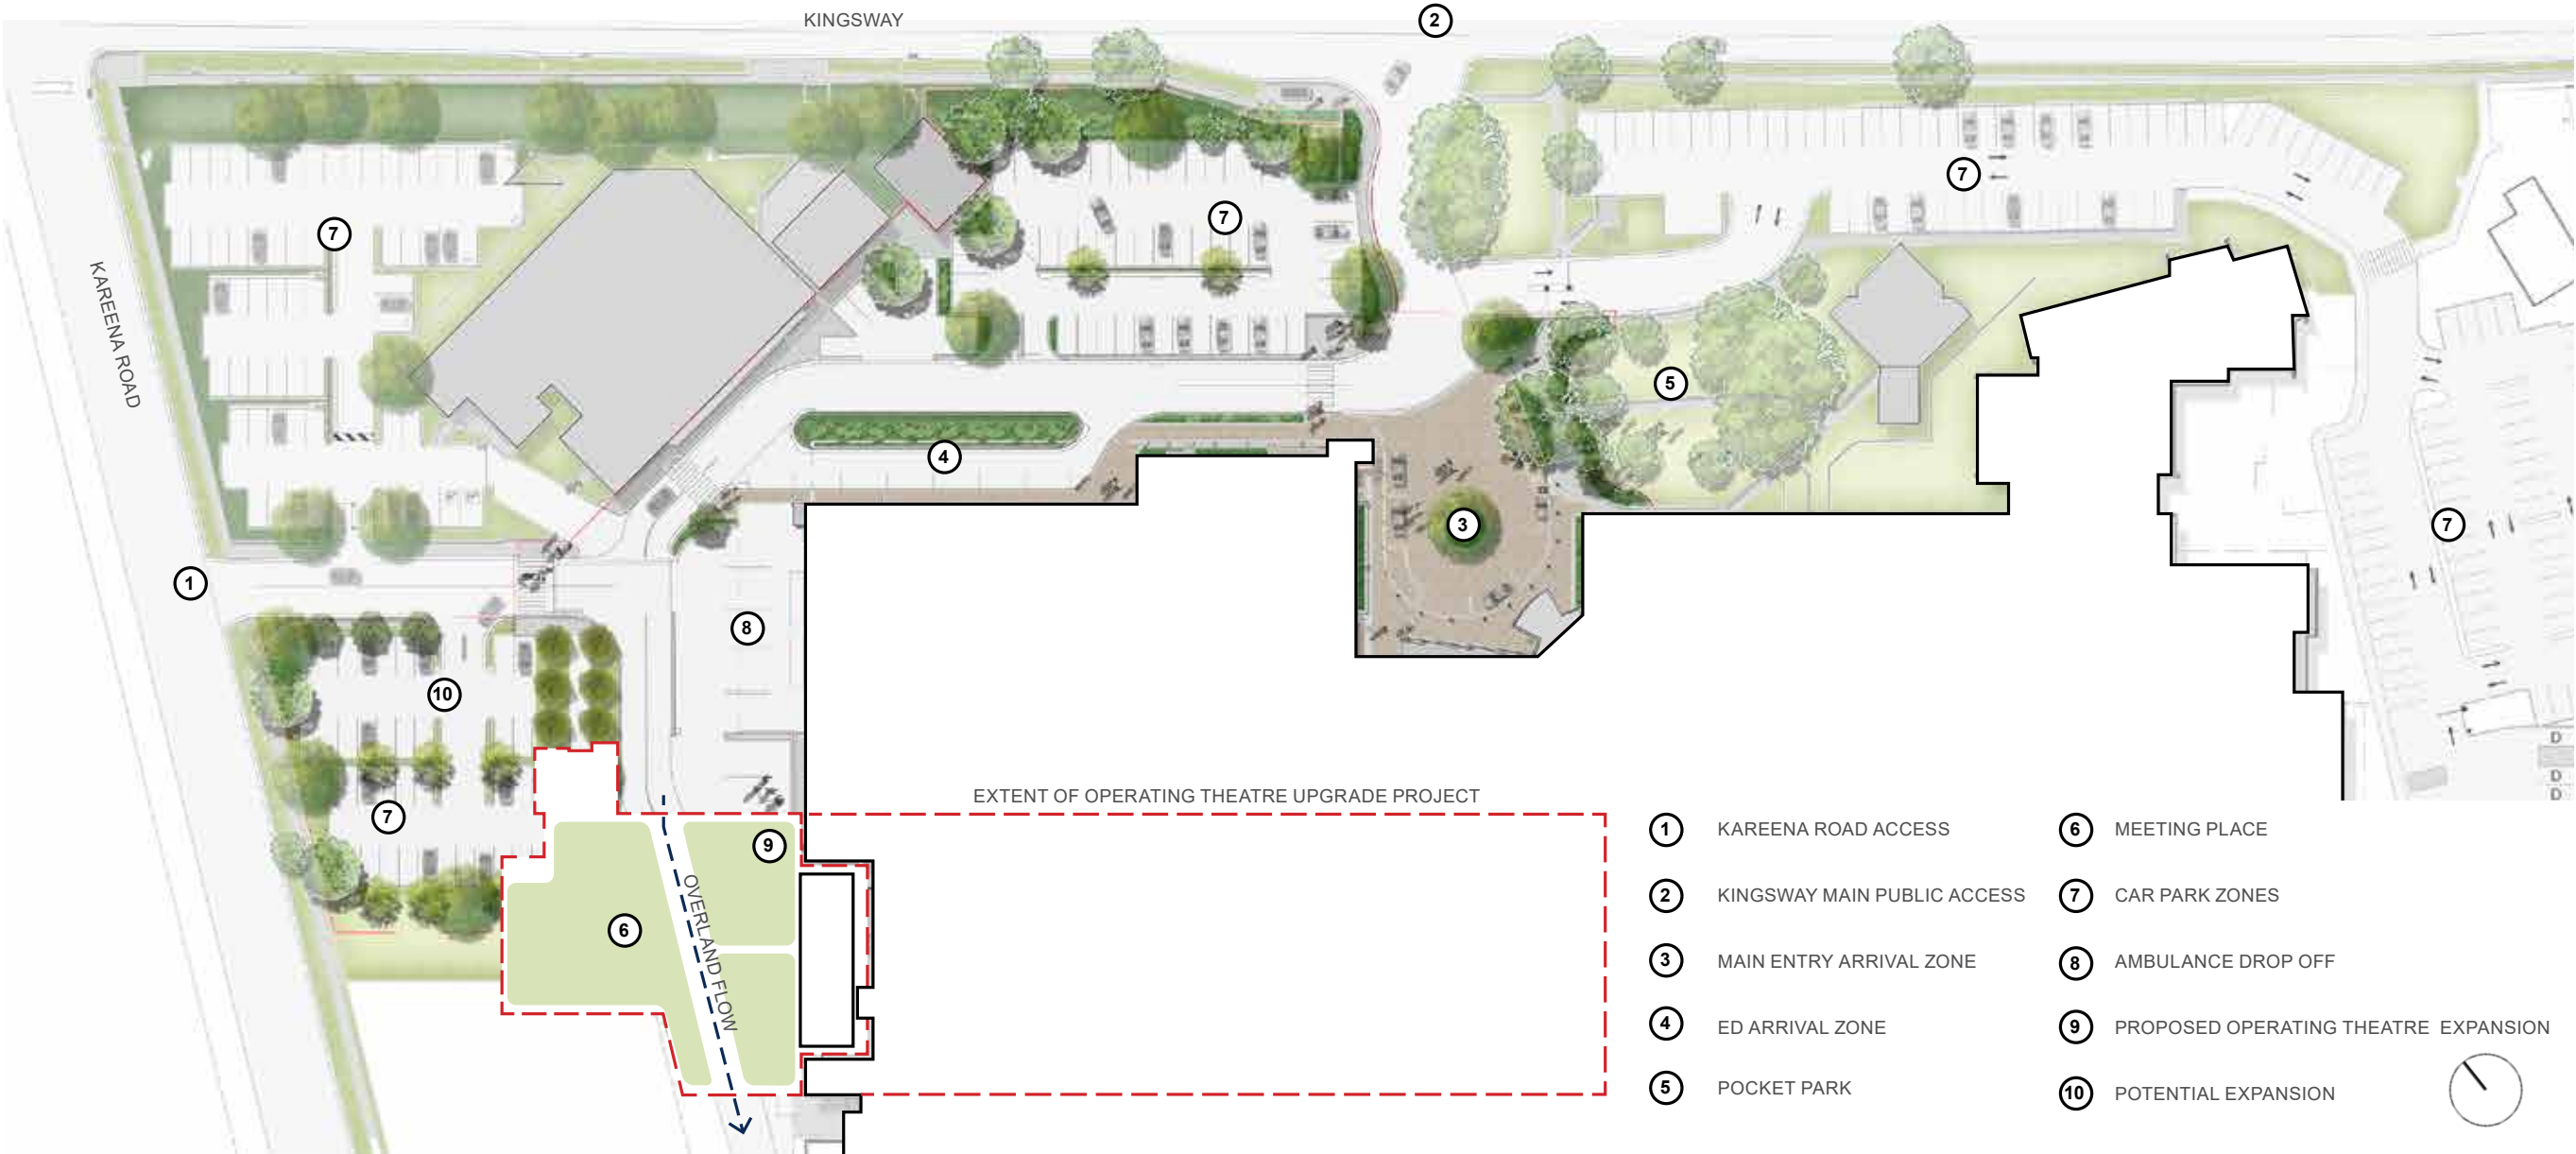 KINGSWAY
2
7
7
7
KAREENA ROAD
5
4
3
7
1
8
10
7
EXTENT OF OPERATING THEATRE UPGRADE PROJECT
9
6
OVERLAND FLOW
D
D
D
1 KAREENA ROAD ACCESS
2 KINGSWAY MAIN PUBLIC ACCESS
3 MAIN ENTRY ARRIVAL ZONE
4 ED ARRIVAL ZONE
5 POCKET PARK
6 MEETING PLACE
7 CAR PARK ZONES
8 AMBULANCE DROP OFF
9 PROPOSED OPERATING THEATRE EXPANSION
10 POTENTIAL EXPANSION